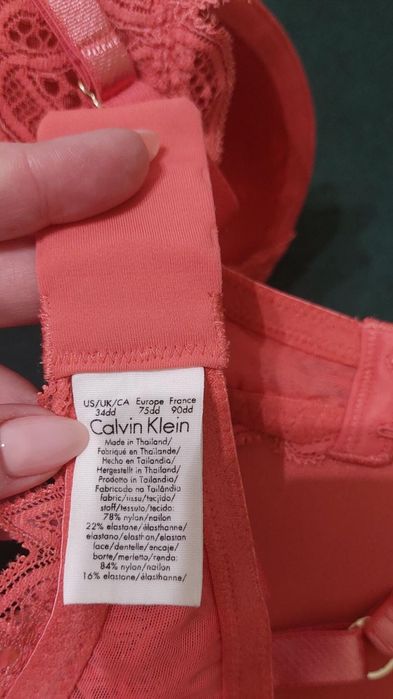 US/UK/CA Europe France
34dd 75dd 90dd
Calvin Klein
Made in Thailand/
Fabriqué en Thaïlande/
Hecho en Tailandia/
Hergestellt in Thailand/
Prodotto in Tailandia/
Fabricado na Tailândia
fabric/tissu/tejido/
stoff/tessuto/tecido:
78% nylon/nailon
22% elastane/élasthanne/
elastano/elasthan/elastan
lace/dentelle/encaje/
borte/merletto/renda:
84% nylon/nailon
16% elastane/élasthanne/